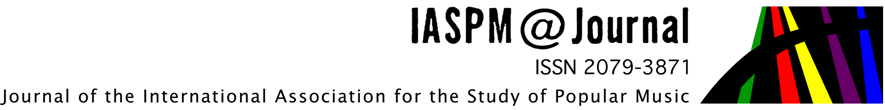 IASPM@Journal
ISSN 2079-3871
Journal of the International Association for the Study of Popular Music